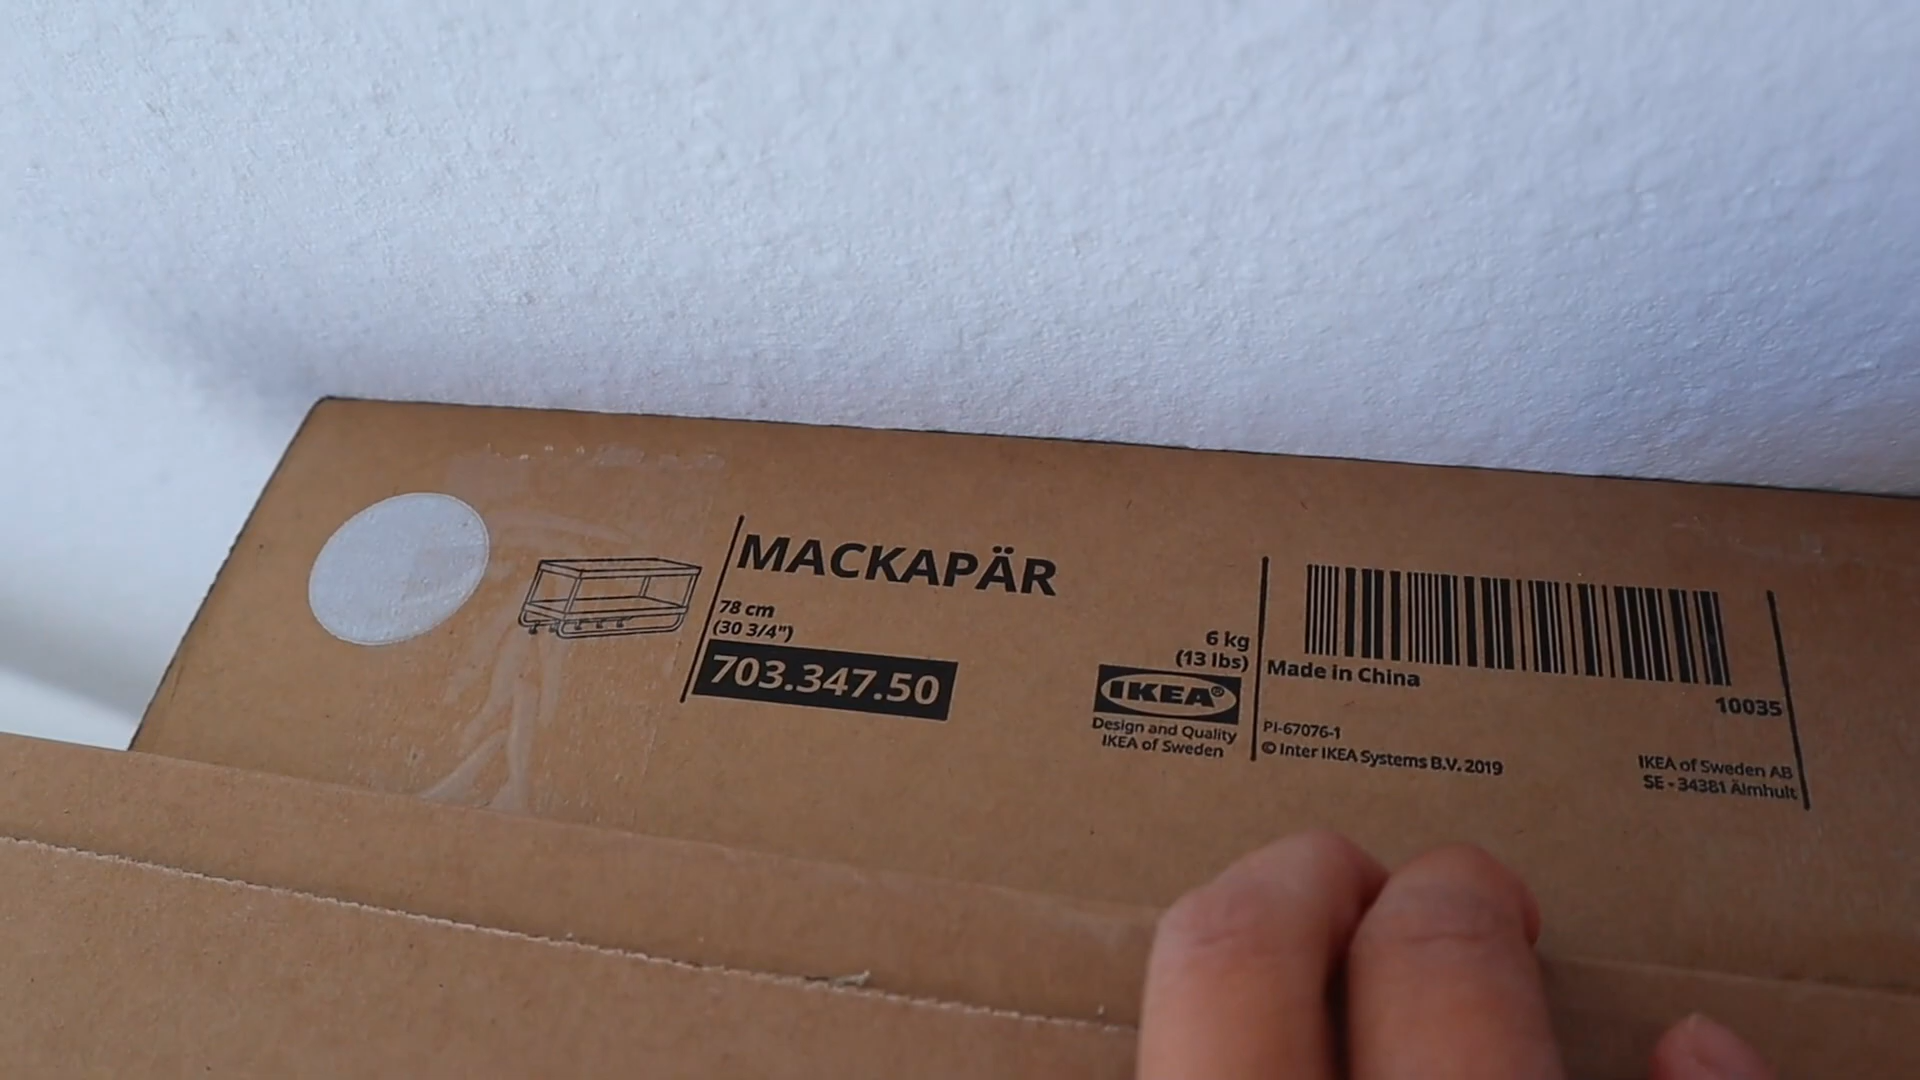 MACKAPÄR
78 cm
(30 3/4")
703.347.50
6 kg
(13 lbs)
IKEA®
Design and Quality
IKEA of Sweden
Made in China
10035
PI-67076-1
© Inter IKEA Systems B.V. 2019
IKEA of Sweden AB
SE - 34381 Älmhult